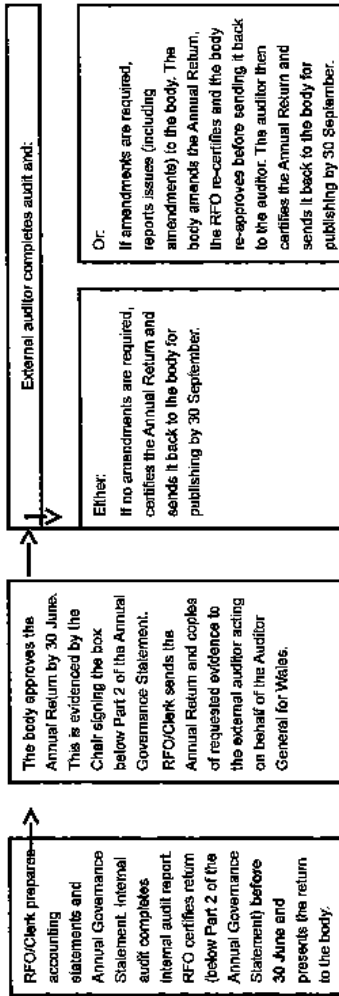 RFO/Clerk prepares
accounting
statements and
Annual Governance
Statement. Internal
audit completes
internal audit report.
RFO certifies return
(below Part 2 of the
Annual Governance
Statement) before
30 June and
presents the return
to the body.
The body approves the
Annual Return by 30 June.
This is evidenced by the
Chair signing the box
below Part 2 of the Annual
Governance Statement.
RFO/Clerk sends the
Annual Return and copies
of requested evidence to
the external auditor acting
on behalf of the Auditor
General for Wales.
External auditor completes audit and:
Either:
If no amendments are required,
certifies the Annual Return and
sends it back to the body for
publishing by 30 September.
Or:
If amendments are required,
reports issues (including
amendments) to the body. The
body amends the Annual Return,
the RFO re-certifies and the body
re-approves before sending it back
to the auditor. The auditor then
certifies the Annual Return and
sends it back to the body for
publishing by 30 September.